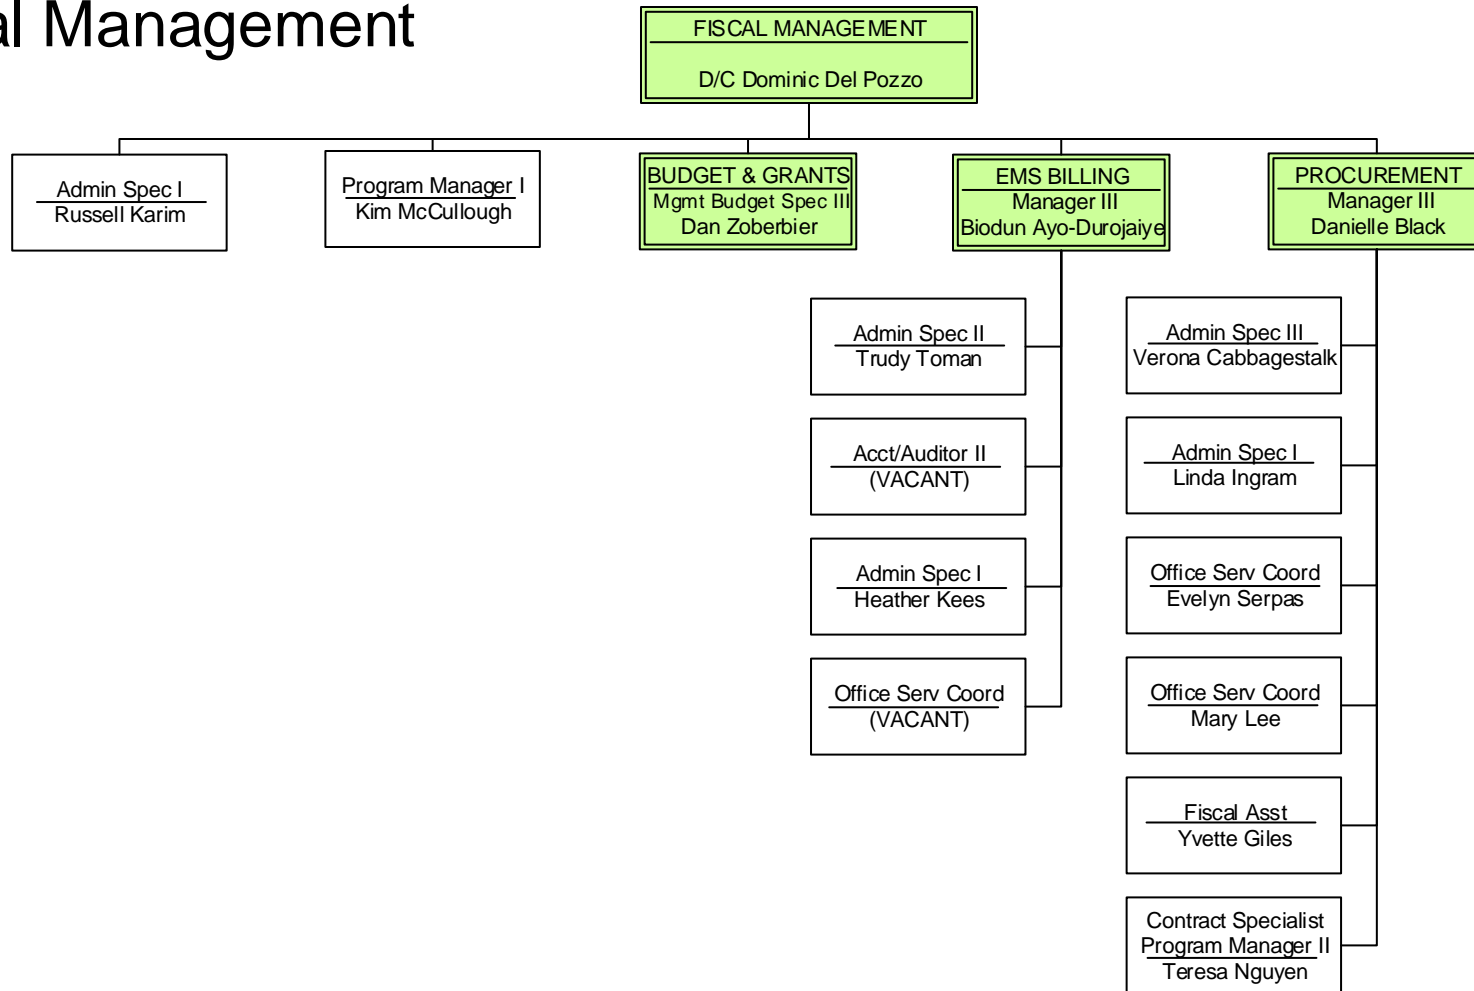 al Management
FISCAL MANAGEMENT
D/C Dominic Del Pozzo
Admin Spec I
Russell Karim
Program Manager I
Kim McCullough
BUDGET & GRANTS
Mgmt Budget Spec III
Dan Zoberbier
EMS BILLING
Manager III
Biodun Ayo-Durojaiye
PROCUREMENT
Manager III
Danielle Black
Admin Spec II
Trudy Toman
Acct/Auditor II
(VACANT)
Admin Spec I
Heather Kees
Office Serv Coord
(VACANT)
Admin Spec III
Verona Cabbagestalk
Admin Spec I
Linda Ingram
Office Serv Coord
Evelyn Serpas
Office Serv Coord
Mary Lee
Fiscal Asst
Yvette Giles
Contract Specialist
Program Manager II
Teresa Nguyen